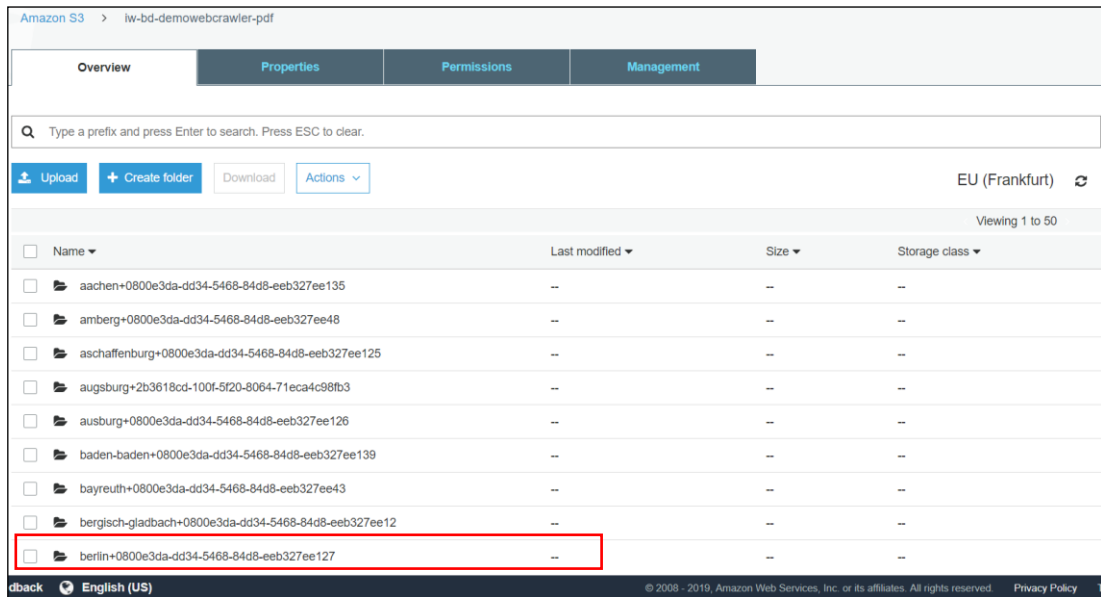 Amazon S3 > iw-bd-demowebcrawler-pdf
Overview Properties Permissions Management
Type a prefix and press Enter to search. Press ESC to clear.
Upload + Create folder Download Actions EU (Frankfurt)
Viewing 1 to 50
Name Last modified Size Storage class
aachen+0800e3da-dd34-5468-84d8-eeb327ee135 -- -- --
amberg+0800e3da-dd34-5468-84d8-eeb327ee48 -- -- --
aschaffenburg+0800e3da-dd34-5468-84d8-eeb327ee125 -- -- --
augsburg+2b3618cd-100f-5f20-8064-71eca4c98fb3 -- -- --
ausburg+0800e3da-dd34-5468-84d8-eeb327ee126 -- -- --
baden-baden+0800e3da-dd34-5468-84d8-eeb327ee139 -- -- --
bayreuth+0800e3da-dd34-5468-84d8-eeb327ee43 -- -- --
bergisch-gladbach+0800e3da-dd34-5468-84d8-eeb327ee12 -- -- --
berlin+0800e3da-dd34-5468-84d8-eeb327ee127 -- -- --
dback English (US) © 2008 - 2019, Amazon Web Services, Inc. or its affiliates. All rights reserved. Privacy Policy T